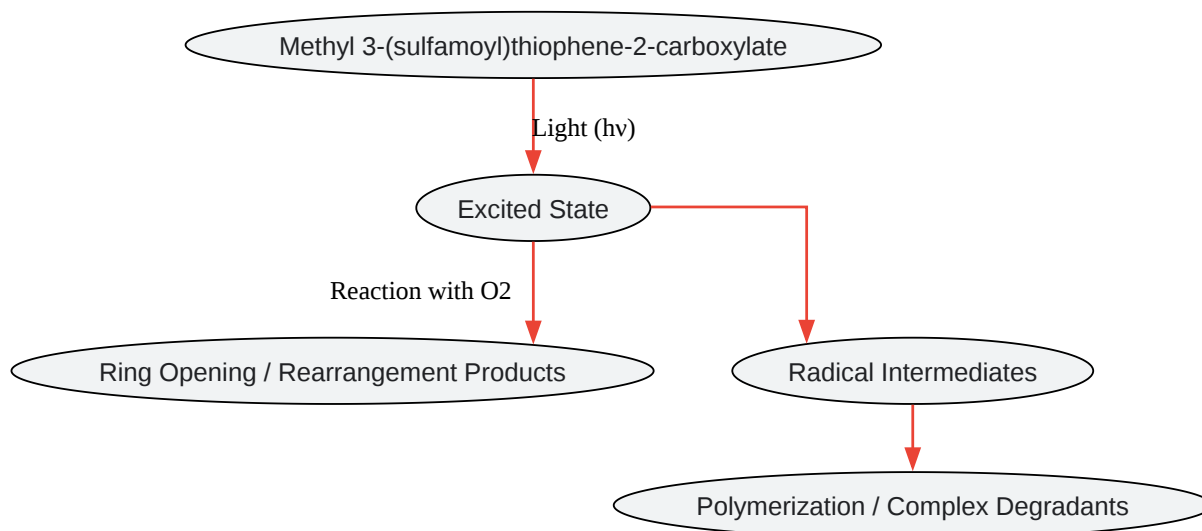 Methyl 3-(sulfamoyl)thiophene-2-carboxylate
Light (hν)
Excited State
Reaction with O2
Ring Opening / Rearrangement Products
Radical Intermediates
Polymerization / Complex Degradants